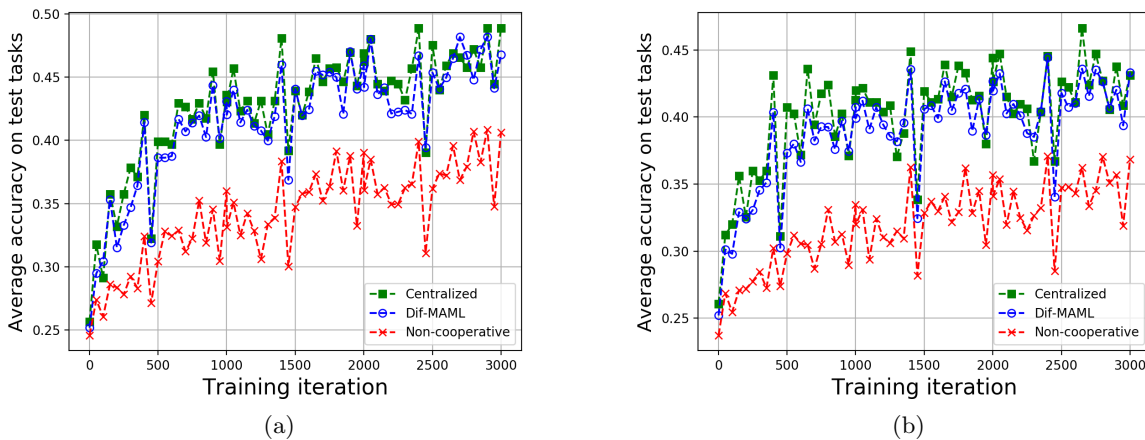 Average accuracy on test tasks
0.50
0.45
0.40
0.35
0.30
0.25
Centralized
Dif-MAML
Non-cooperative
0 500 1000 1500 2000 2500 3000
Training iteration
(a)
Average accuracy on test tasks
0.45
0.40
0.35
0.30
0.25
Centralized
Dif-MAML
Non-cooperative
0 500 1000 1500 2000 2500 3000
Training iteration
(b)